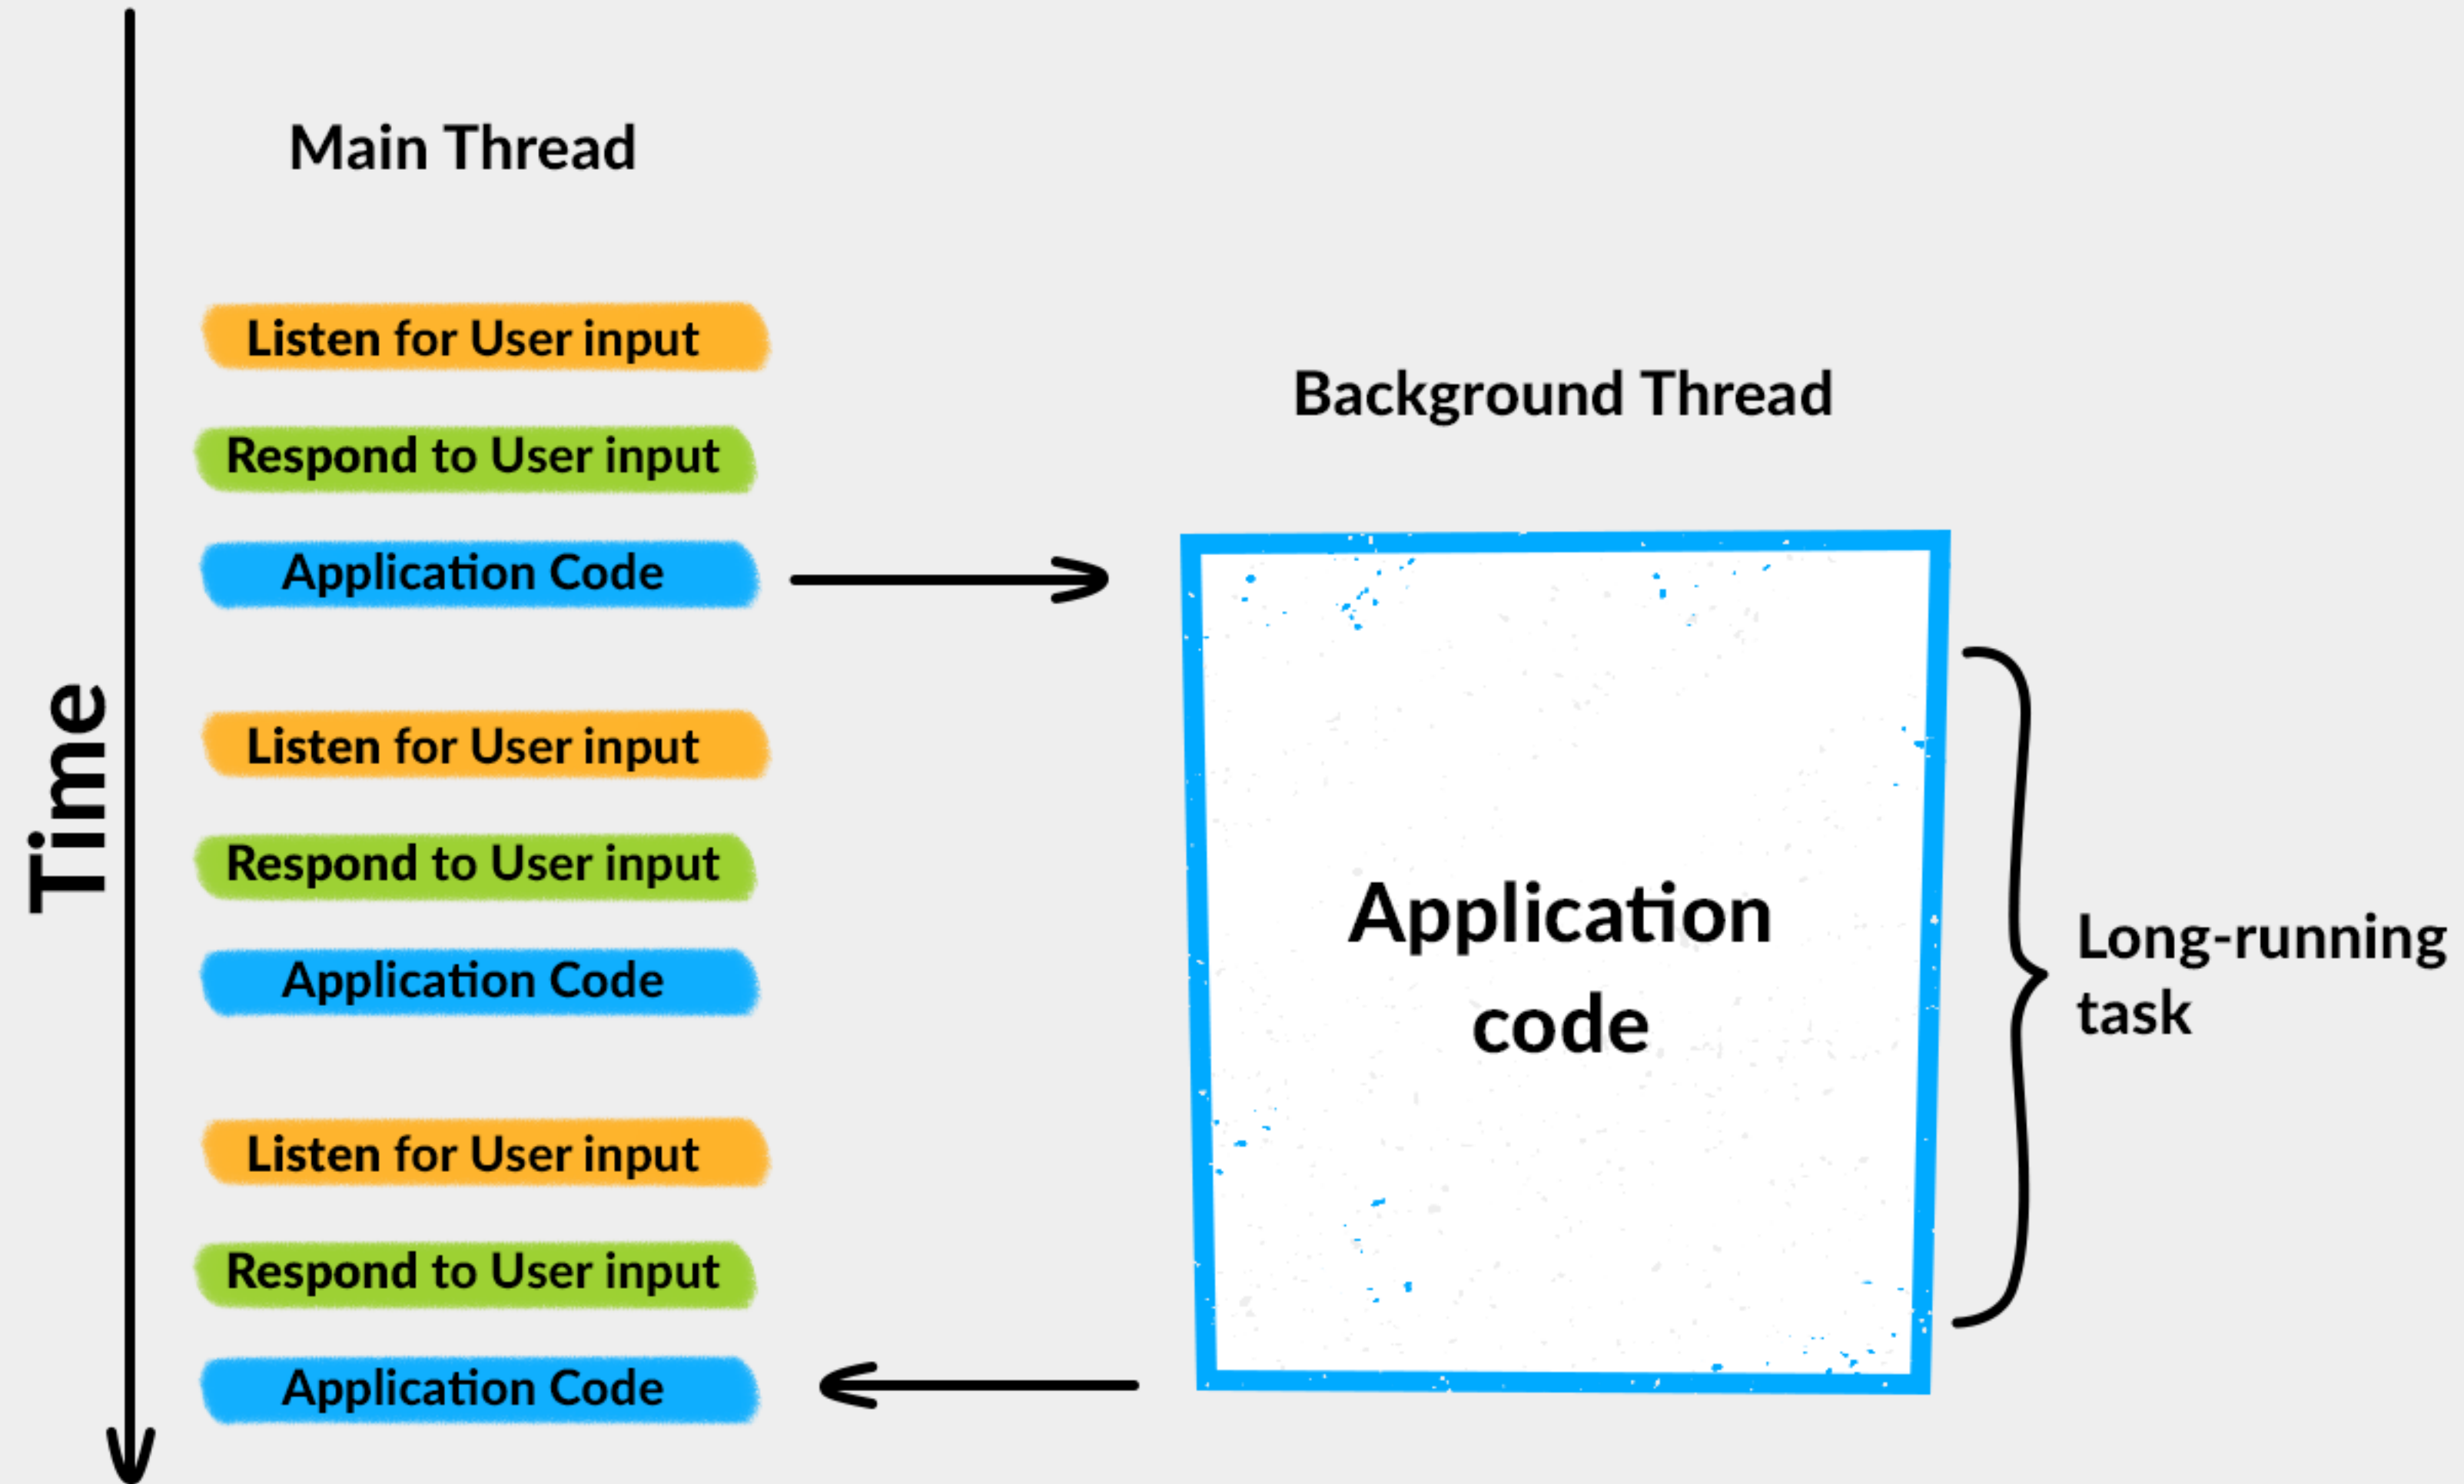 Main Thread
Listen for User input
Respond to User input
Application Code
Time
Listen for User input
Respond to User input
Application Code
Listen for User input
Respond to User input
Application Code
Background Thread
Application
code
Long-running
task